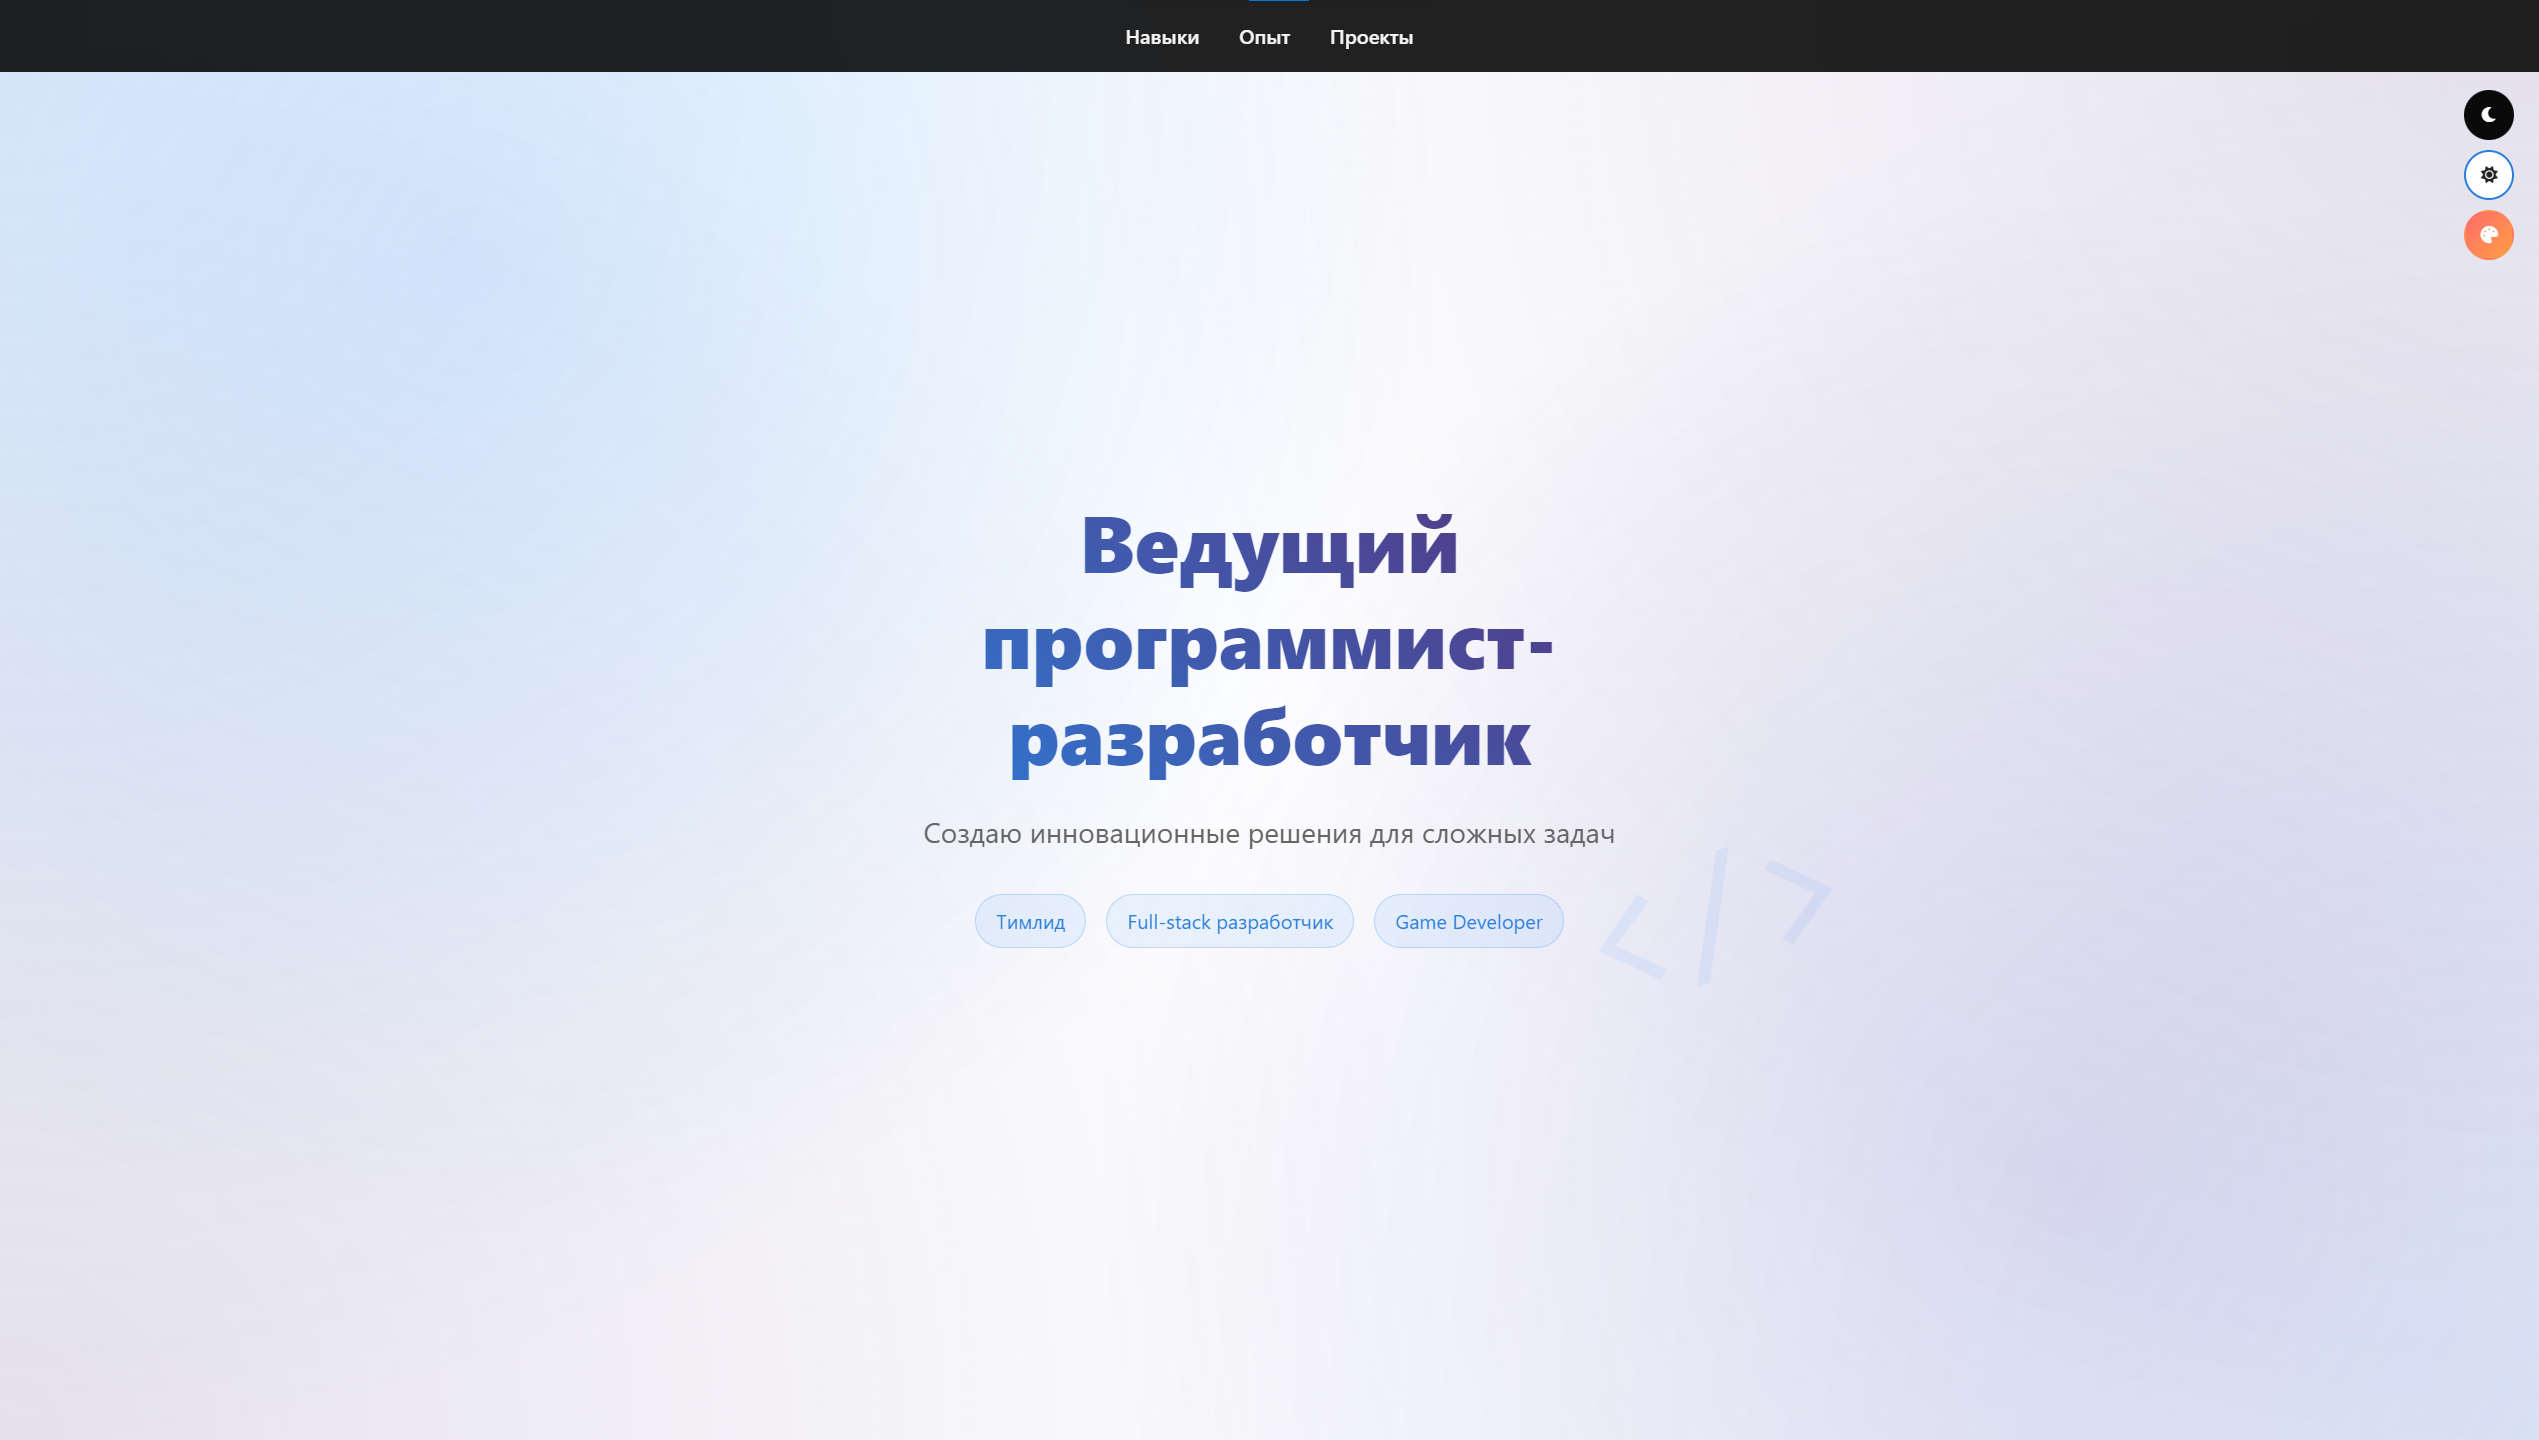 Навыки Опыт Проекты
Ведущий
программист-
разработчик
Создаю инновационные решения для сложных задач
Тимлид Full-stack разработчик Game Developer
</>